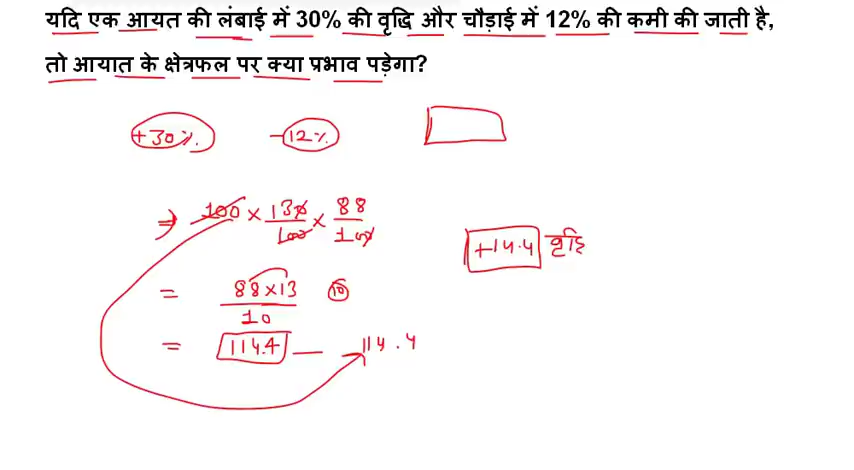 यदि एक आयत की लंबाई में 30% की वृद्धि और चौड़ाई में 12% की कमी की जाती है,
तो आयात के क्षेत्रफल पर क्या प्रभाव पड़ेगा?
+30%. -12%
⇒ 100 × 130/100 × 88/100
+14.4 वृद्धि
= 88×13/10 10
= 114.4 — 114.4